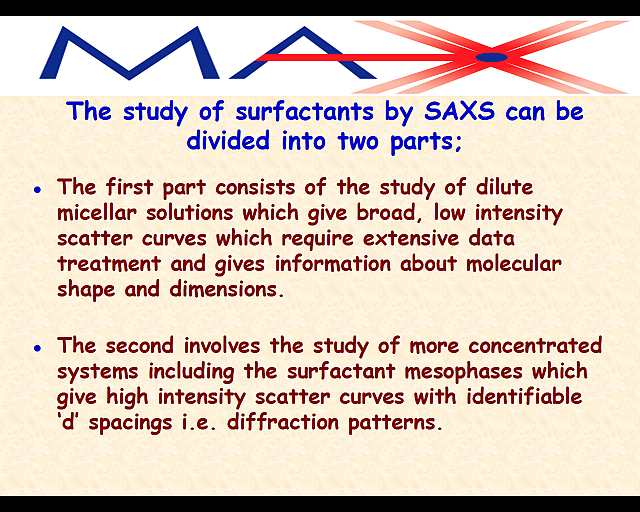 MAX
The study of surfactants by SAXS can be
divided into two parts;
• The first part consists of the study of dilute
micellar solutions which give broad, low intensity
scatter curves which require extensive data
treatment and gives information about molecular
shape and dimensions.
• The second involves the study of more concentrated
systems including the surfactant mesophases which
give high intensity scatter curves with identifiable
‘d’ spacings i.e. diffraction patterns.